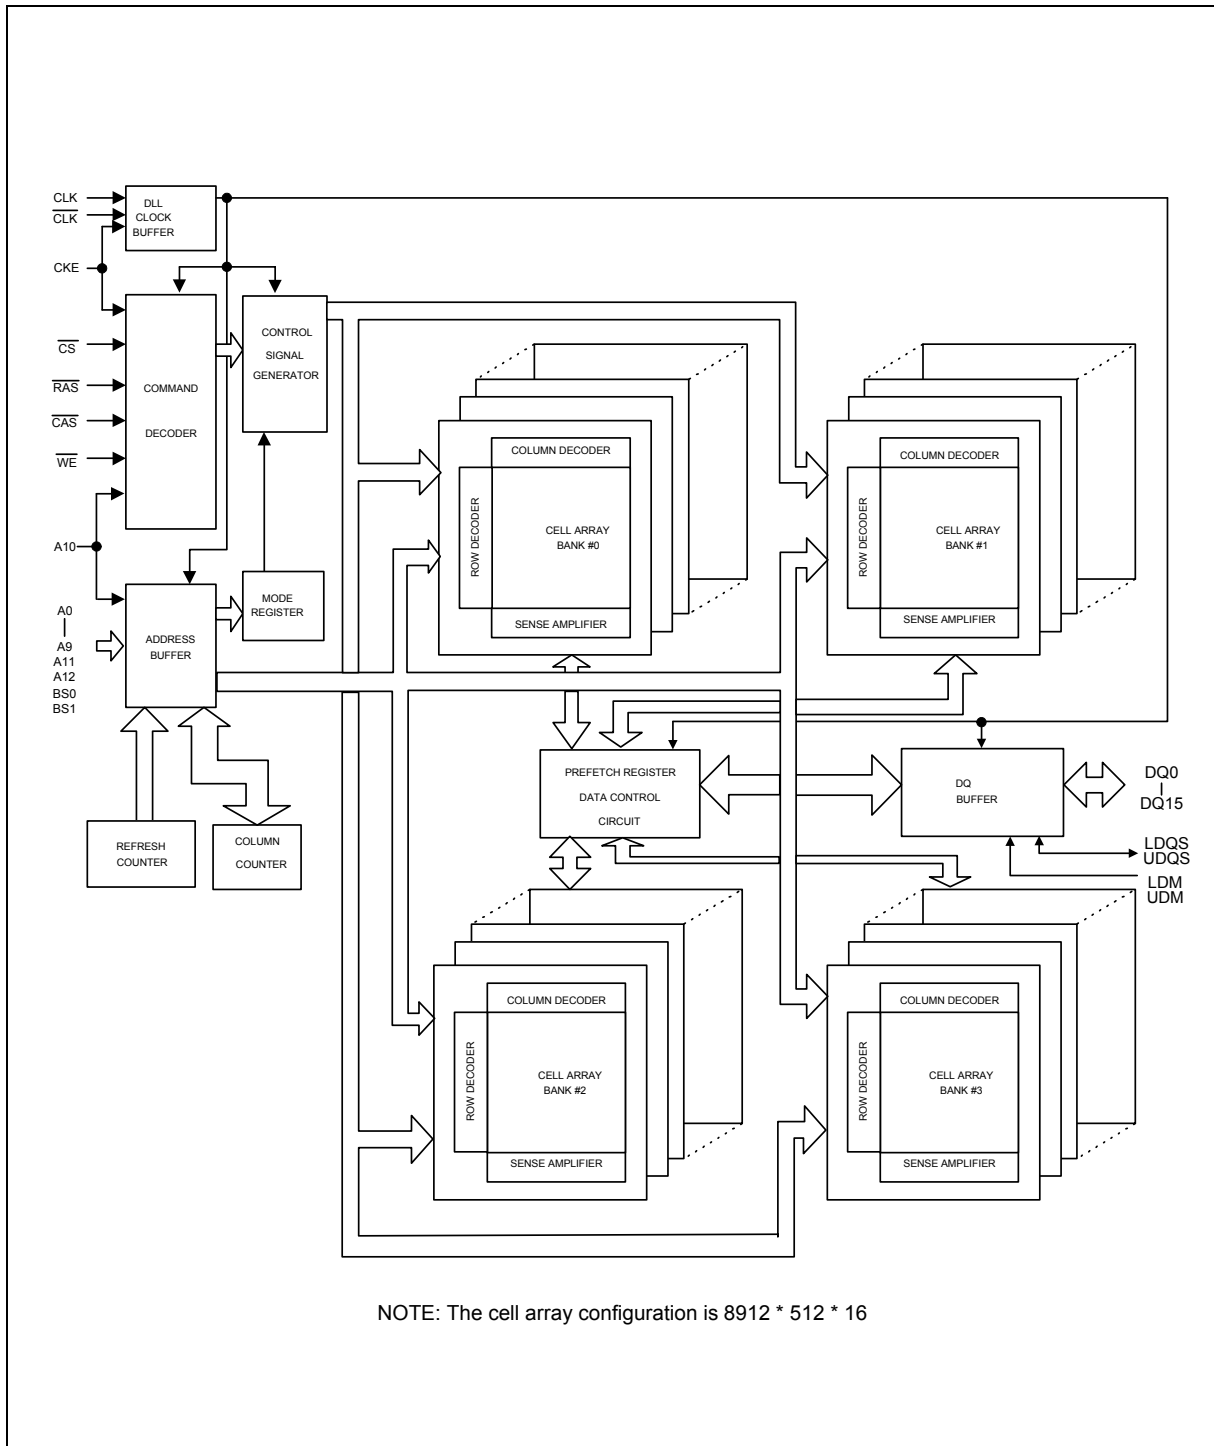 CLK
CLK
CKE
CS
RAS
CAS
WE
A10
A0
A9
A11
A12
BS0
BS1
DLL
CLOCK
BUFFER
COMMAND
DECODER
CONTROL
SIGNAL
GENERATOR
MODE
REGISTER
ADDRESS
BUFFER
REFRESH
COUNTER
COLUMN
COUNTER
COLUMN DECODER
ROW DECODER
CELL ARRAY
BANK #0
SENSE AMPLIFIER
COLUMN DECODER
ROW DECODER
CELL ARRAY
BANK #1
SENSE AMPLIFIER
PREFETCH REGISTER
DATA CONTROL
CIRCUIT
DQ
BUFFER
DQ0
DQ15
LDQS
UDQS
LDM
UDM
COLUMN DECODER
ROW DECODER
CELL ARRAY
BANK #2
SENSE AMPLIFIER
COLUMN DECODER
ROW DECODER
CELL ARRAY
BANK #3
SENSE AMPLIFIER
NOTE: The cell array configuration is 8912 * 512 * 16